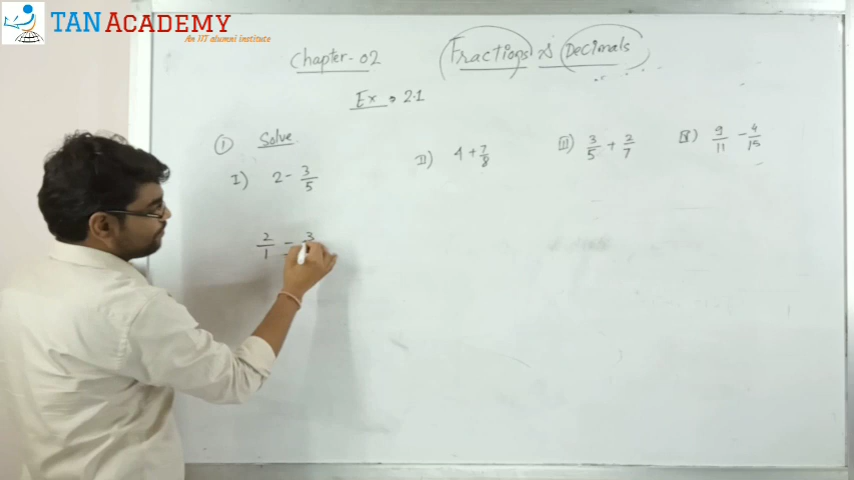 TAN ACADEMY
An IIT alumni institute
Chapter-02 Fractions & Decimals
Ex • 2.1
① Solve
I) 2 - 3/5 II) 4 + 7/8 III) 3/5 + 2/7 IV) 9/11 - 4/15
2/1 - 3